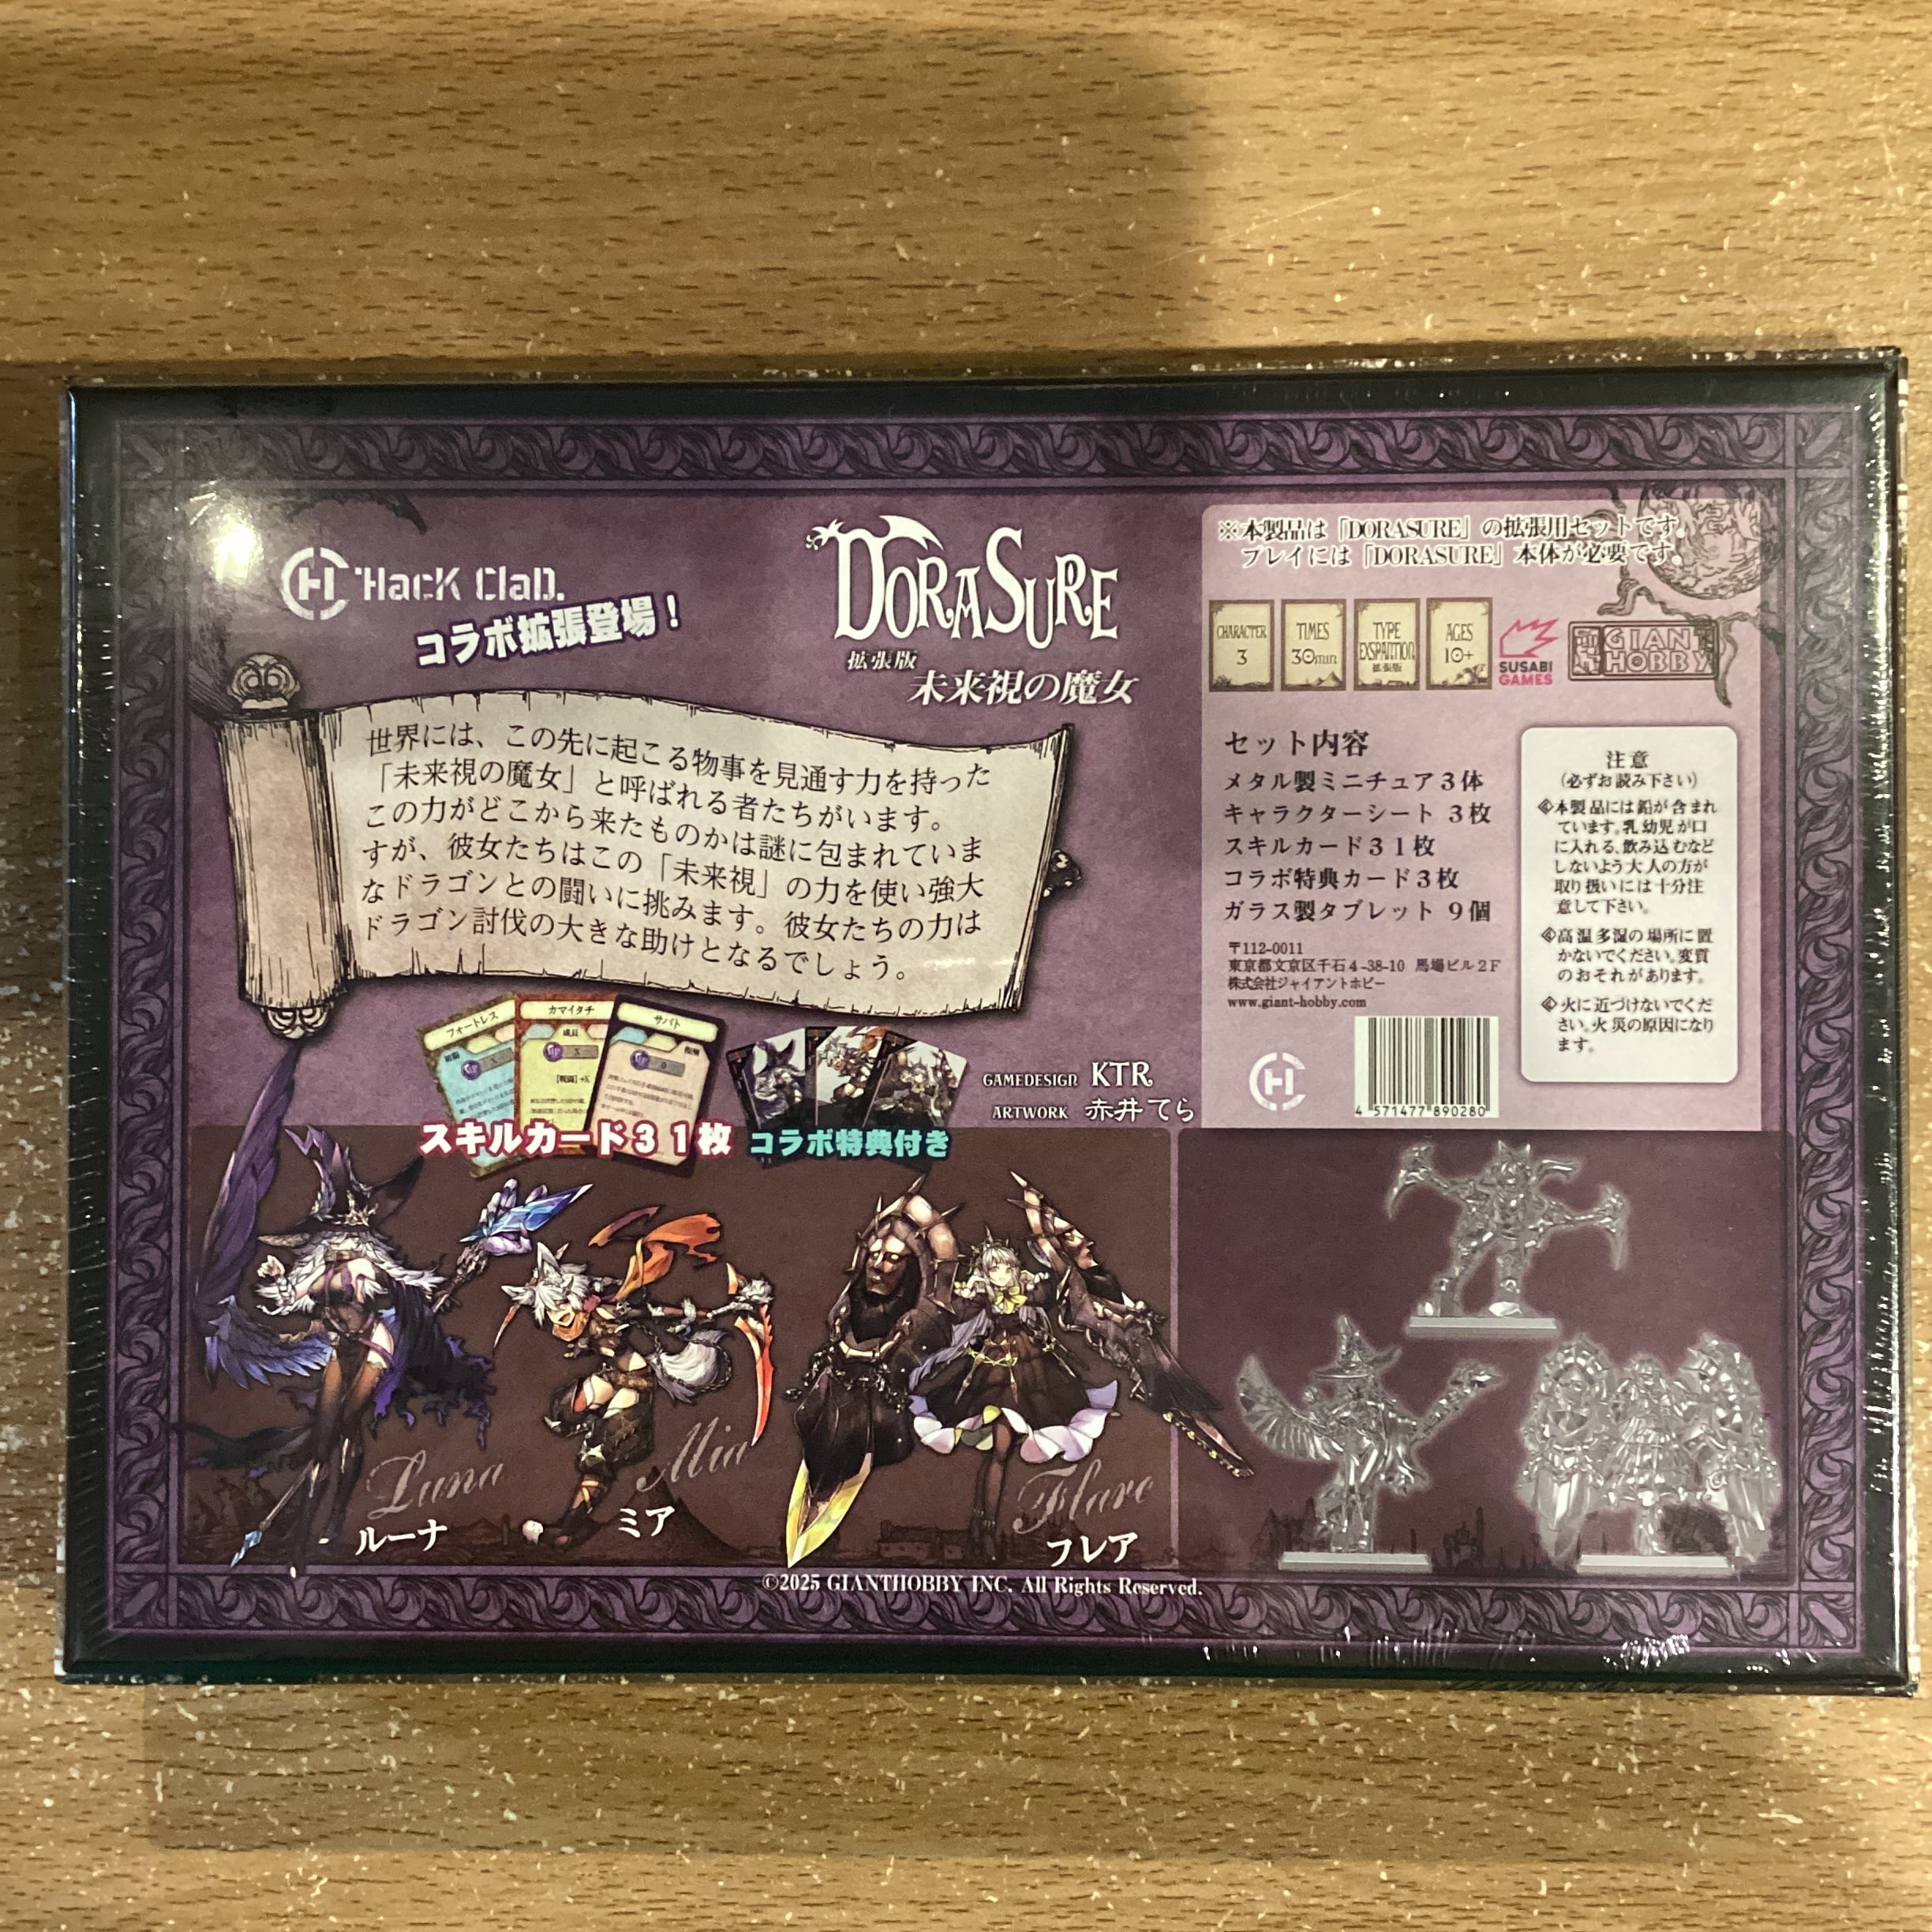 HacK ClaD.
コラボ拡張登場！
DORASURE
拡張版
未来視の魔女
世界には、この先に起こる物事を見通す力を持った
「未来視の魔女」と呼ばれる者たちがいます。
この力がどこから来たものかは謎に包まれていま
すが、彼女たちはこの「未来視」の力を使い強大
なドラゴンとの闘いに挑みます。彼女たちの力は
ドラゴン討伐の大きな助けとなるでしょう。
※本製品は「DORASURE」の拡張用セットです。
プレイには「DORASURE」本体が必要です。
CHARACTER
3
TIMES
30min
TYPE
EXSPANTION
拡張版
AGES
10+
SUSABI
GAMES
GIANT
HOBBY
セット内容
メタル製ミニチュア３体
キャラクターシート ３枚
スキルカード３１枚
コラボ特典カード３枚
ガラス製タブレット ９個
〒112-0011
東京都文京区千石４-38-10 馬場ビル２F
株式会社ジャイアントホビー
www.giant-hobby.com
4 571477 890280
注意
（必ずお読み下さい）
本製品には鉛が含まれ
ています。乳幼児が口
に入れる、飲み込むなど
しないよう大人の方が
取り扱いには十分注
意して下さい。
高温多湿の場所に置
かないでください。変質
のおそれがあります。
火に近づけないでくだ
さい。火災の原因になり
ます。
フォートレス
カマイタチ
サバト
スキルカード３１枚
コラボ特典付き
GAMEDESIGN KTR
ARTWORK 赤井てら
Luna
ルーナ
Mia
ミア
Flare
フレア
©2025 GIANTHOBBY INC. All Rights Reserved.